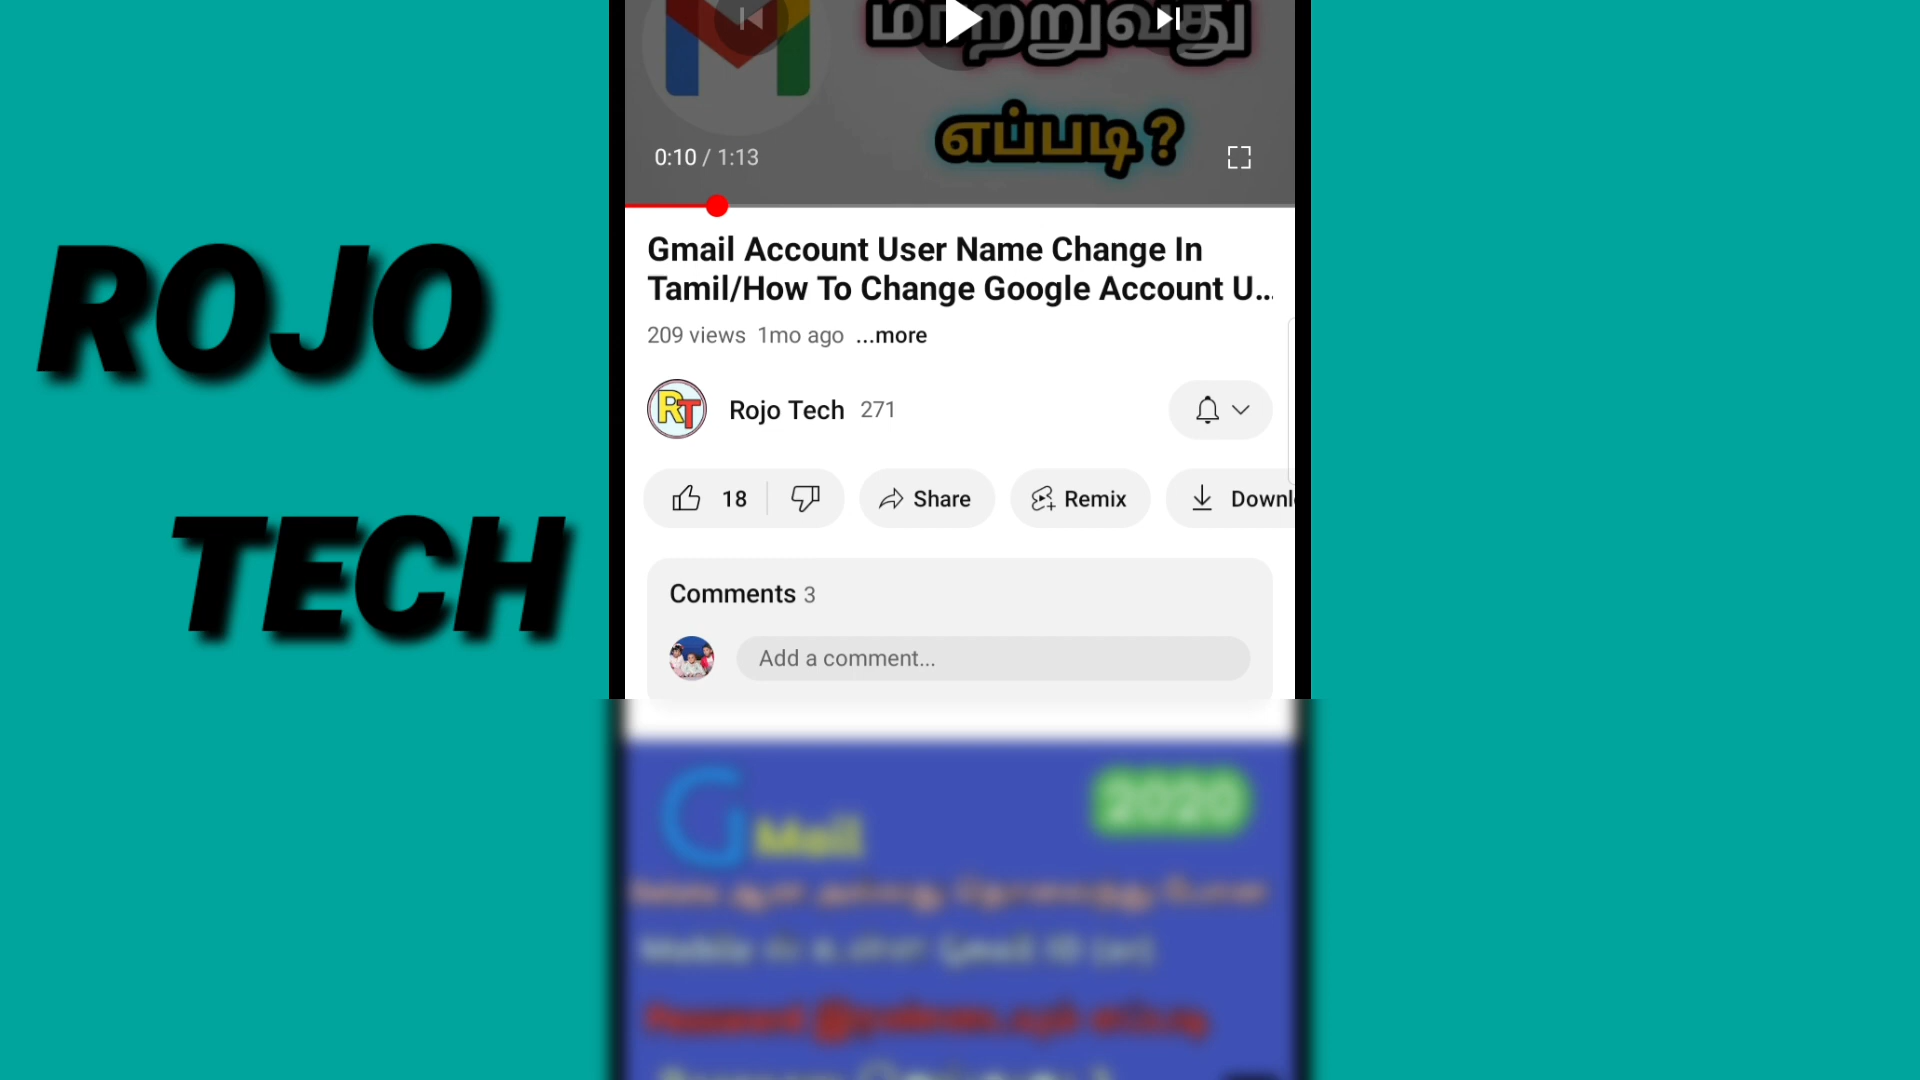 மாற்றுவது
எப்படி?
0:10 / 1:13
Gmail Account User Name Change In
Tamil/How To Change Google Account U...
209 views 1mo ago ...more
ROJO
RT
Rojo Tech 271
18
Share
Remix
Downl
TECH
Comments 3
Add a comment...
2020
G Mail